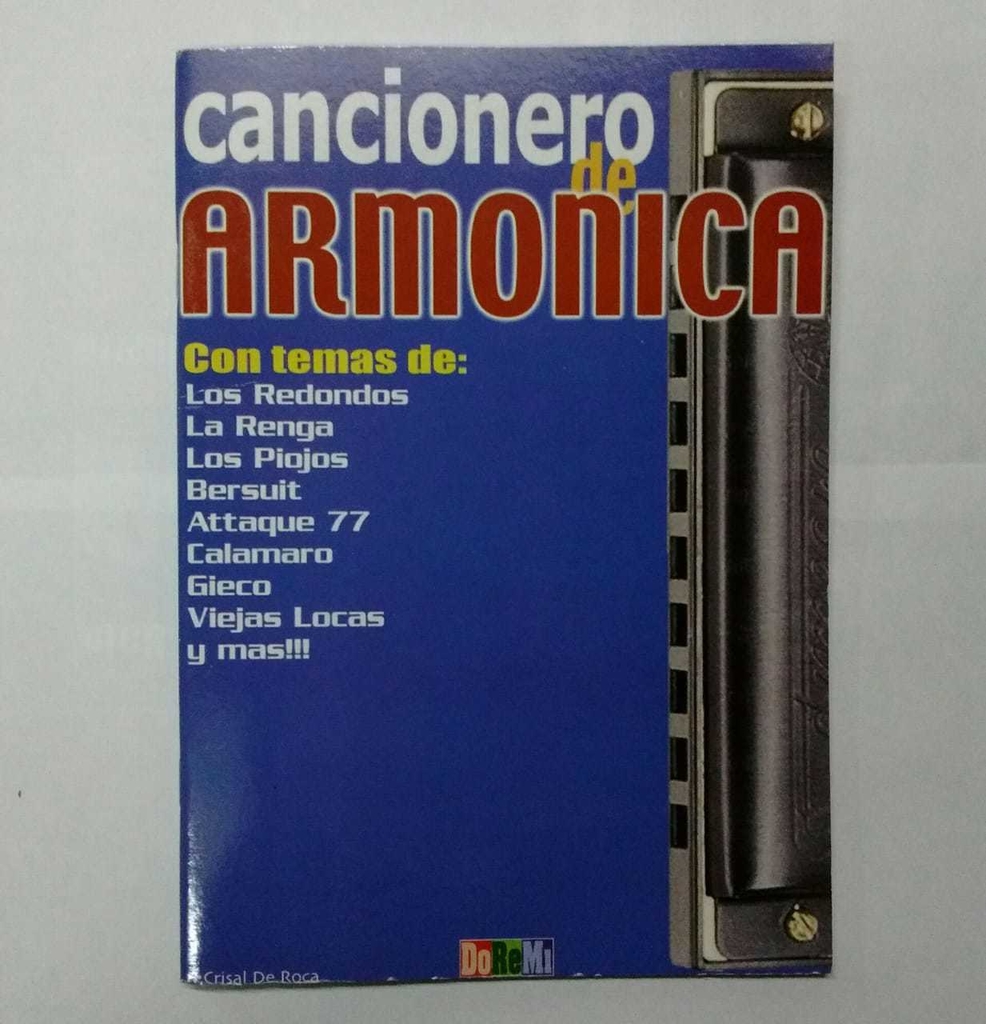 cancionero
de
ARMONICA
Con temas de:
Los Redondos
La Renga
Los Piojos
Bersuit
Attaque 77
Calamaro
Gieco
Viejas Locas
y mas!!!
DoReMi
Crisal De Roca